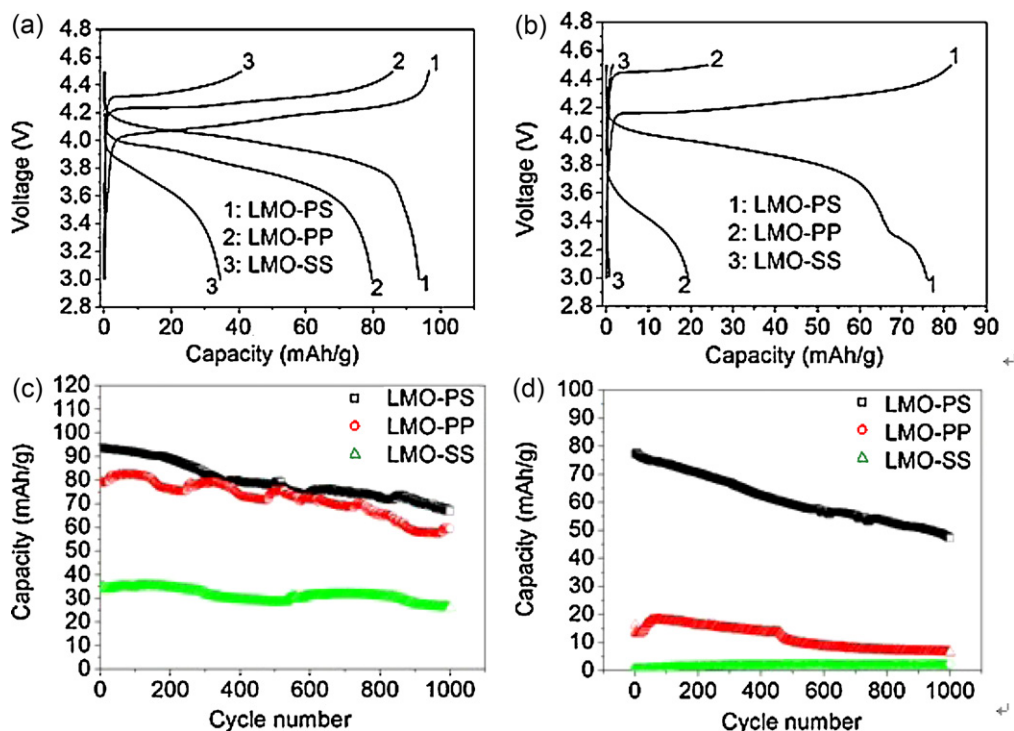 (a)
Voltage (V)
4.8
4.6
4.4
4.2
4.0
3.8
3.6
3.4
3.2
3.0
2.8
3
2
1
1: LMO-PS
2: LMO-PP
3: LMO-SS
3
2
1
0 20 40 60 80 100
Capacity (mAh/g)
(b)
Voltage (V)
4.8
4.6
4.4
4.2
4.0
3.8
3.6
3.4
3.2
3.0
2.8
3
2
1
1: LMO-PS
2: LMO-PP
3: LMO-SS
3
2
1
0 10 20 30 40 50 60 70 80 90
Capacity (mAh/g)
(c)
Capacity (mAh/g)
120
110
100
90
80
70
60
50
40
30
20
10
0
LMO-PS
LMO-PP
LMO-SS
0 200 400 600 800 1000
Cycle number
(d)
Capacity (mAh/g)
100
90
80
70
60
50
40
30
20
10
0
LMO-PS
LMO-PP
LMO-SS
0 200 400 600 800 1000
Cycle number